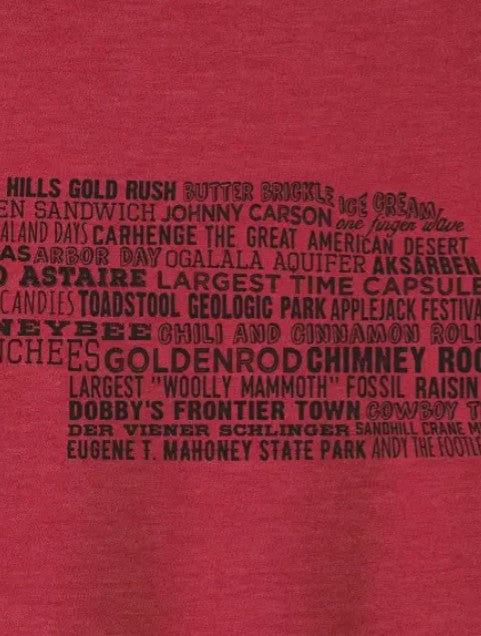 HILLS GOLD RUSH BUTTER BRICKLE ICE CREAM
EN SANDWICH JOHNNY CARSON one finger wave
ALAND DAYS CARHENGE THE GREAT AMERICAN DESERT
AS ARBOR DAY OGALALA AQUIFER AKSARBEN
O ASTAIRE LARGEST TIME CAPSULE
CANDIES TOADSTOOL GEOLOGIC PARK APPLEJACK FESTIVA
NEYBEE CHILI AND CINNAMON ROLL
UCHEES GOLDENROD CHIMNEY ROC
LARGEST "WOOLLY MAMMOTH" FOSSIL RAISIN
DOBBY'S FRONTIER TOWN COWBOY T
DER VIENER SCHLINGER SANDHILL CRANE M
EUGENE T. MAHONEY STATE PARK ANDY THE FOOTLE